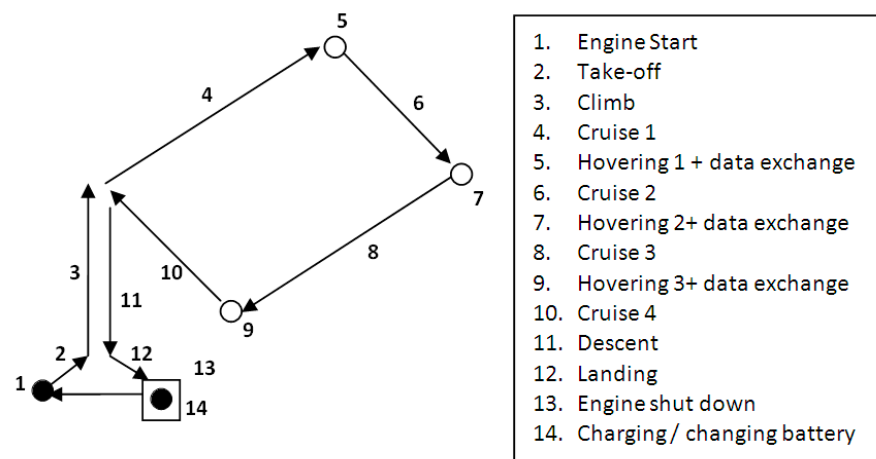 5
4
6
7
3
10
8
11
9
2
12
13
1
14
1. Engine Start
2. Take-off
3. Climb
4. Cruise 1
5. Hovering 1 + data exchange
6. Cruise 2
7. Hovering 2+ data exchange
8. Cruise 3
9. Hovering 3+ data exchange
10. Cruise 4
11. Descent
12. Landing
13. Engine shut down
14. Charging / changing battery